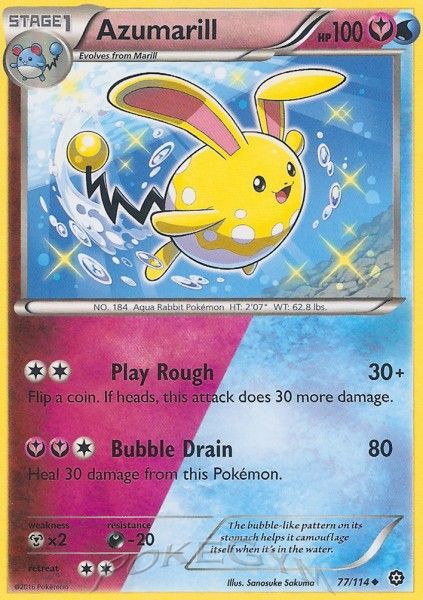 STAGE1 Azumarill HP100
Evolves from Marill
NO. 184 Aqua Rabbit Pokémon HT: 2'07" WT: 62.8 lbs.
Play Rough 30+
Flip a coin. If heads, this attack does 30 more damage.
Bubble Drain 80
Heal 30 damage from this Pokémon.
weakness resistance
×2 -20
retreat
The bubble-like pattern on its
stomach helps it camouflage
itself when it's in the water.
©2016 Pokémon
Illus. Sanosuke Sakuma 77/114